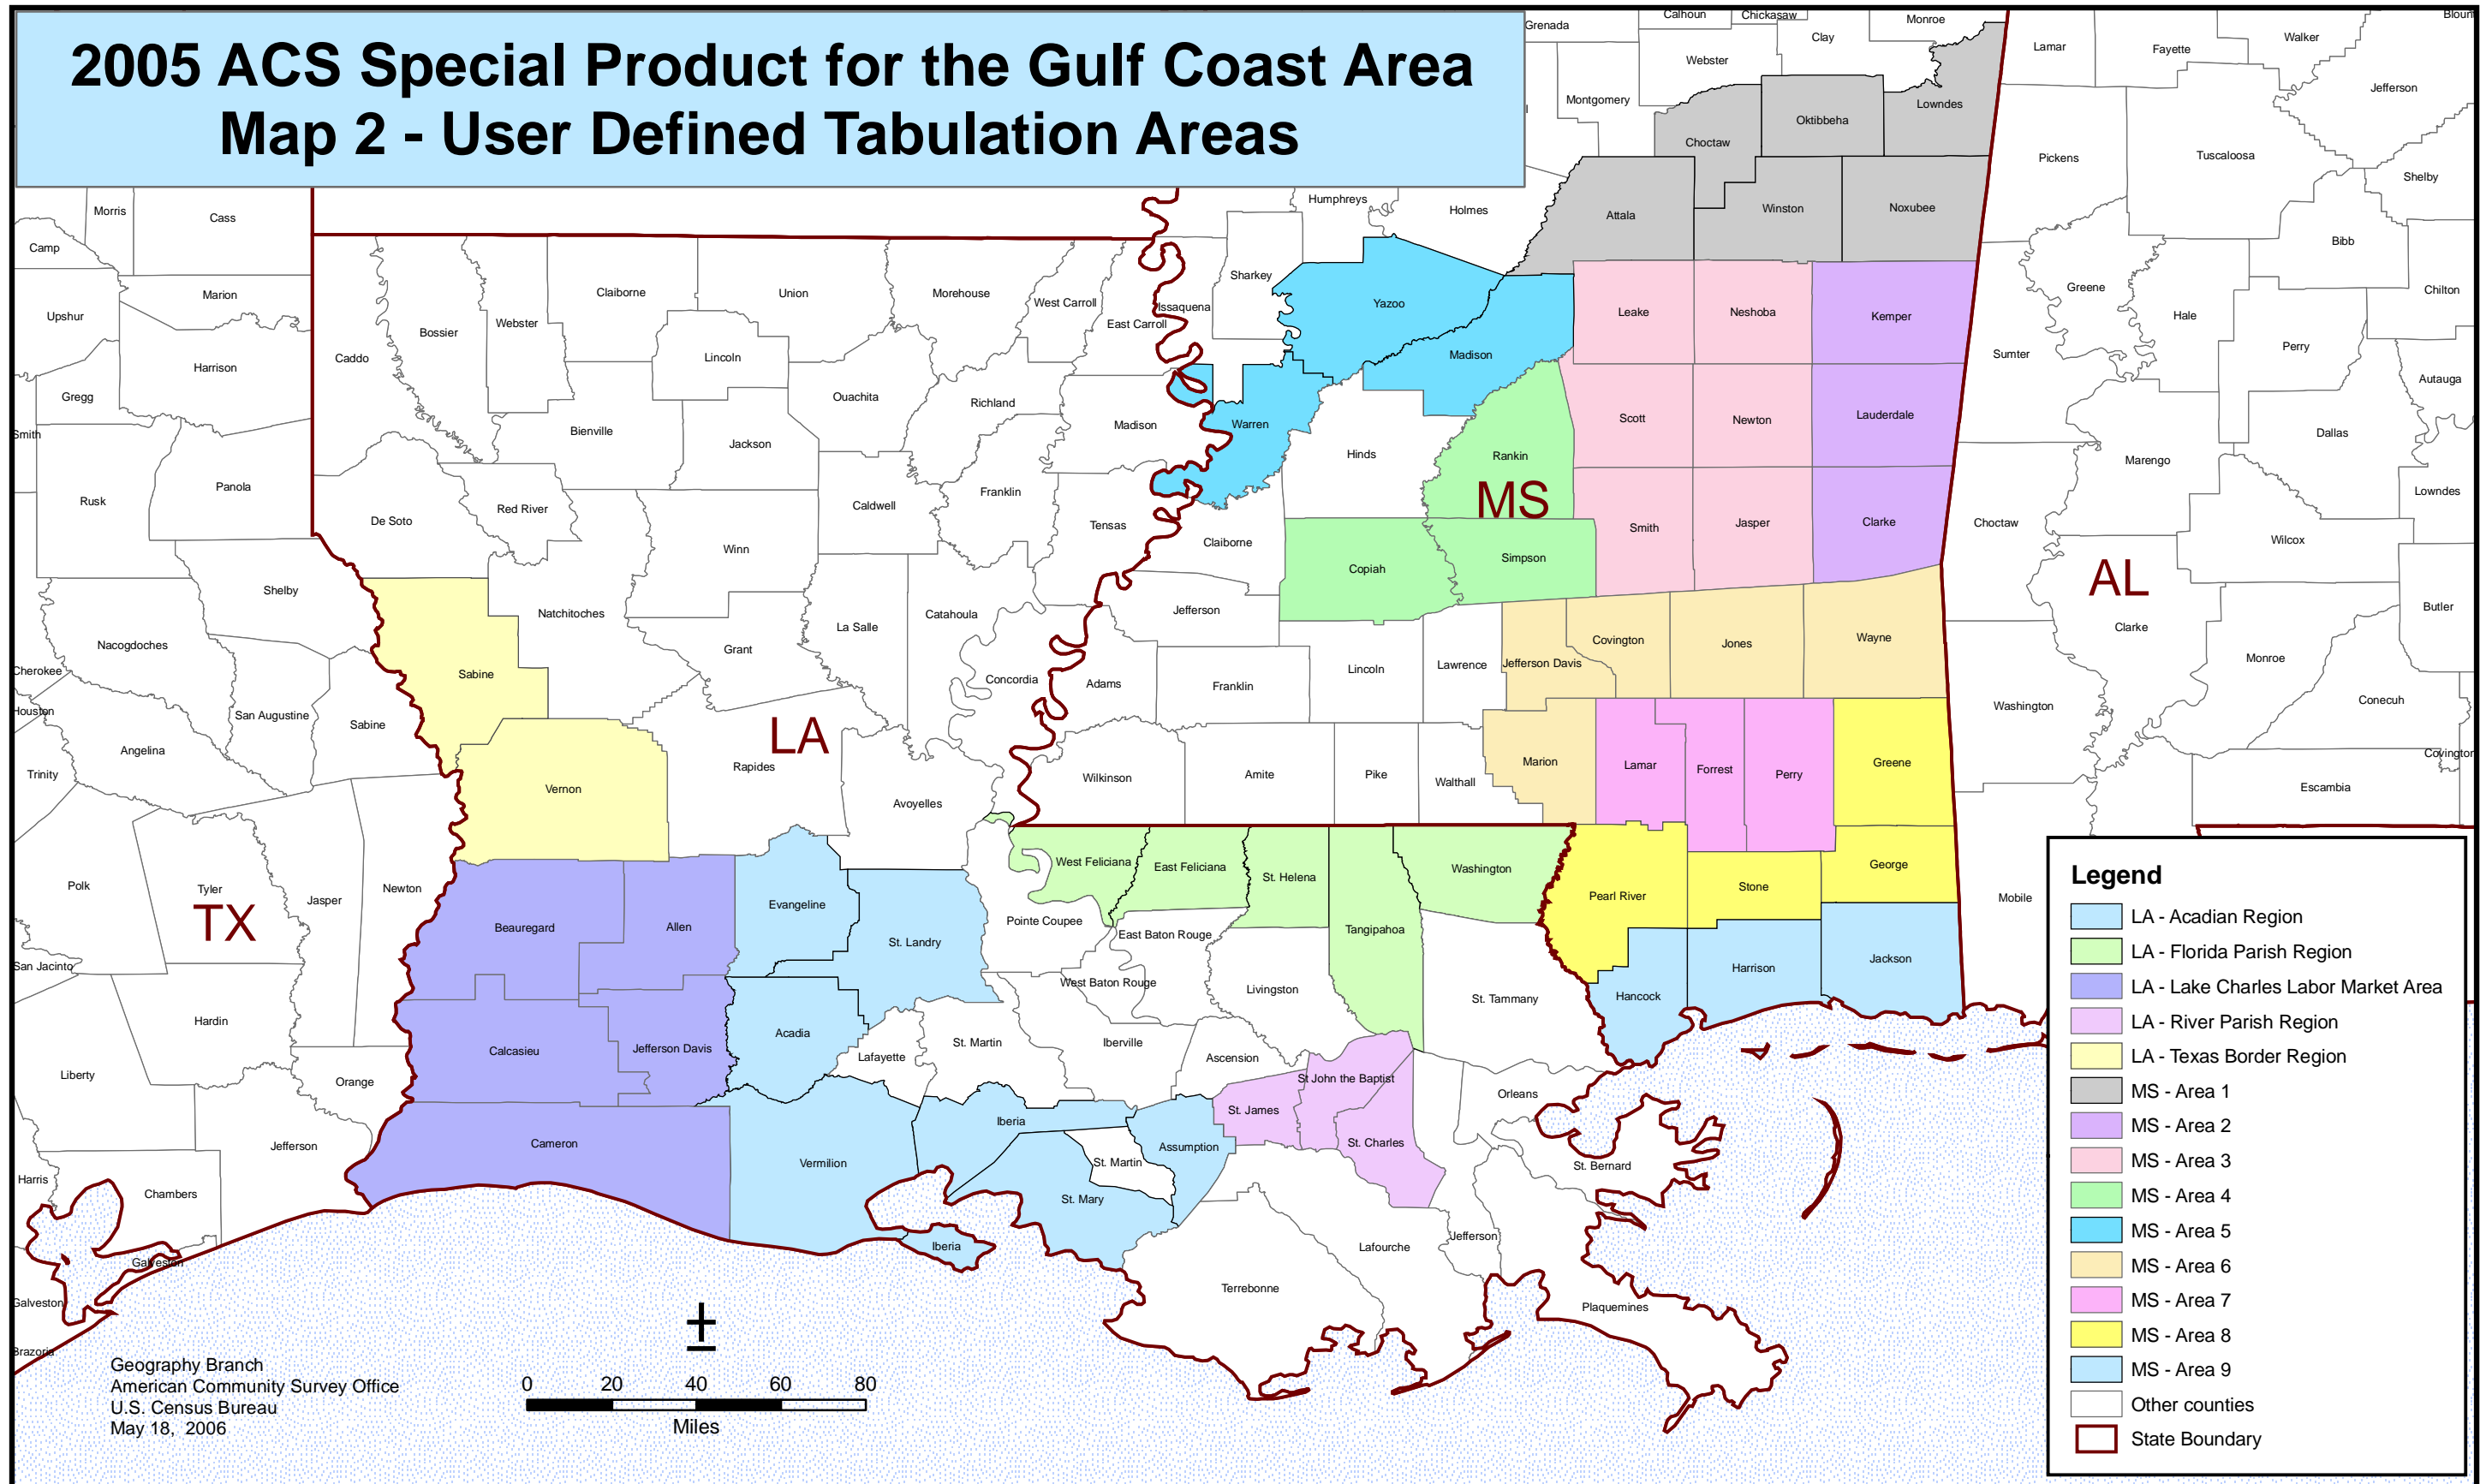 2005 ACS Special Product for the Gulf Coast Area
Map 2 - User Defined Tabulation Areas
Grenada
Calhoun
Chickasaw
Monroe
Clay
Webster
Montgomery
Lowndes
Oktibbeha
Choctaw
Attala
Winston
Noxubee
Lamar
Fayette
Walker
Blount
Jefferson
Pickens
Tuscaloosa
Shelby
Bibb
Greene
Hale
Chilton
Perry
Sumter
Autauga
Dallas
Marengo
Lowndes
Choctaw
Wilcox
AL
Butler
Clarke
Monroe
Conecuh
Washington
Covington
Escambia
Mobile
Morris
Cass
Camp
Marion
Upshur
Harrison
Gregg
Smith
Rusk
Panola
Shelby
Nacogdoches
Cherokee
Houston
San Augustine
Sabine
Angelina
Trinity
Polk
Tyler
TX
Jasper
Newton
San Jacinto
Hardin
Liberty
Orange
Jefferson
Harris
Chambers
Galveston
Galveston
Brazoria
Caddo
Bossier
Webster
Claiborne
Union
Morehouse
West Carroll
East Carroll
Lincoln
Ouachita
Richland
Madison
Bienville
Jackson
De Soto
Red River
Caldwell
Franklin
Tensas
Winn
Natchitoches
Grant
La Salle
Catahoula
Concordia
Sabine
LA
Vernon
Rapides
Avoyelles
Beauregard
Allen
Evangeline
St. Landry
Pointe Coupee
West Feliciana
East Feliciana
St. Helena
Washington
Tangipahoa
East Baton Rouge
West Baton Rouge
Livingston
St. Tammany
Calcasieu
Jefferson Davis
Acadia
Lafayette
St. Martin
Iberville
Ascension
St John the Baptist
St. James
St. Charles
Orleans
Cameron
Vermilion
Iberia
Iberia
St. Martin
St. Mary
Assumption
Terrebonne
Lafourche
Jefferson
St. Bernard
Plaquemines
Humphreys
Holmes
Sharkey
Issaquena
Yazoo
Madison
Warren
Hinds
Rankin
MS
Leake
Neshoba
Kemper
Scott
Newton
Lauderdale
Smith
Jasper
Clarke
Claiborne
Copiah
Simpson
Jefferson
Adams
Franklin
Lincoln
Lawrence
Jefferson Davis
Covington
Jones
Wayne
Wilkinson
Amite
Pike
Walthall
Marion
Lamar
Forrest
Perry
Greene
Pearl River
Stone
George
Hancock
Harrison
Jackson
Legend
LA - Acadian Region
LA - Florida Parish Region
LA - Lake Charles Labor Market Area
LA - River Parish Region
LA - Texas Border Region
MS - Area 1
MS - Area 2
MS - Area 3
MS - Area 4
MS - Area 5
MS - Area 6
MS - Area 7
MS - Area 8
MS - Area 9
Other counties
State Boundary
Geography Branch
American Community Survey Office
U.S. Census Bureau
May 18, 2006
0 20 40 60 80
Miles